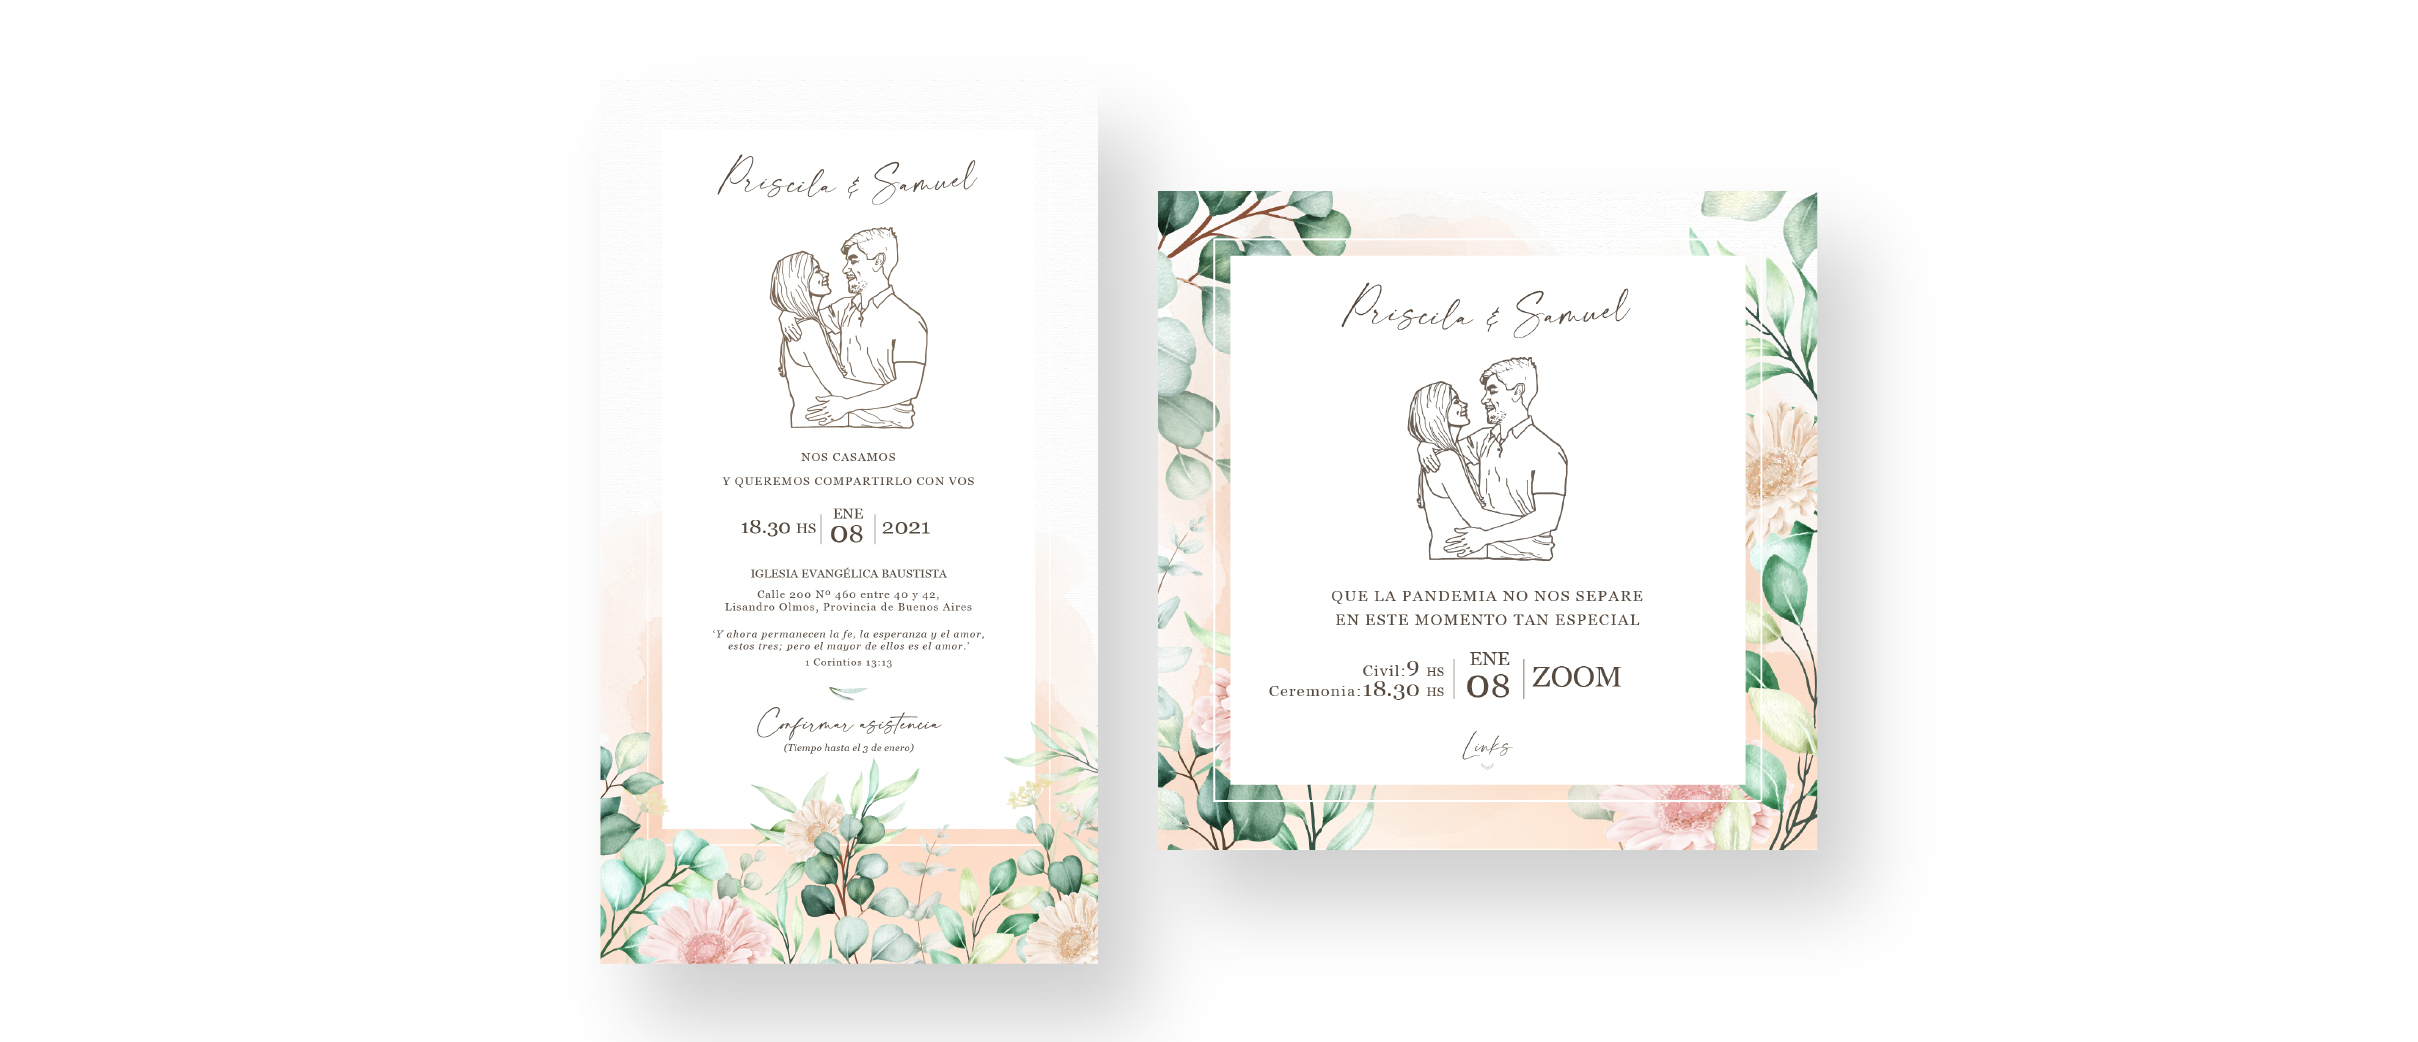 Priscila & Samuel
NOS CASAMOS
Y QUEREMOS COMPARTIRLO CON VOS
18.30 HS | ENE 08 | 2021
IGLESIA EVANGÉLICA BAUSTISTA
Calle 200 Nº 460 entre 40 y 42,
Lisandro Olmos, Provincia de Buenos Aires
'Y ahora permanecen la fe, la esperanza y el amor,
estos tres; pero el mayor de ellos es el amor.'
1 Corintios 13:13
Confirmar asistencia
(Tiempo hasta el 3 de enero)
Priscila & Samuel
QUE LA PANDEMIA NO NOS SEPARE
EN ESTE MOMENTO TAN ESPECIAL
Civil:9 HS
Ceremonia:18.30 HS
ENE
08
ZOOM
Links